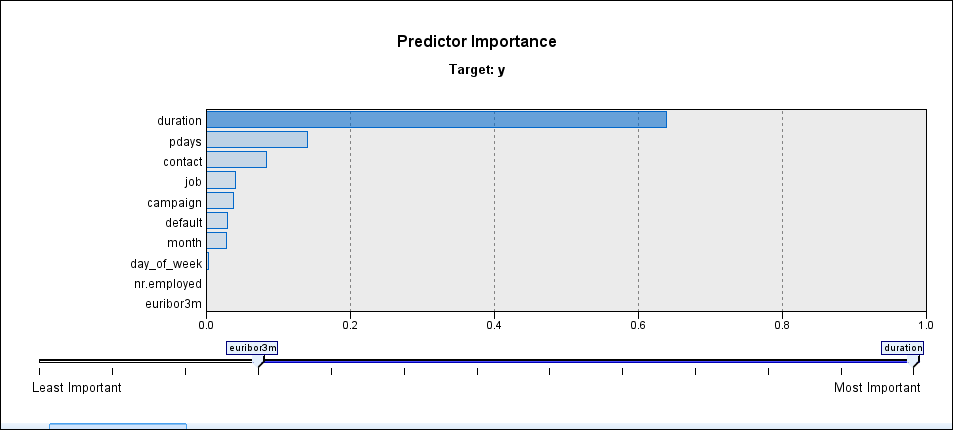 Predictor Importance
Target: y
duration
pdays
contact
job
campaign
default
month
day_of_week
nr.employed
euribor3m
0.0 0.2 0.4 0.6 0.8 1.0
euribor3m duration
Least Important Most Important